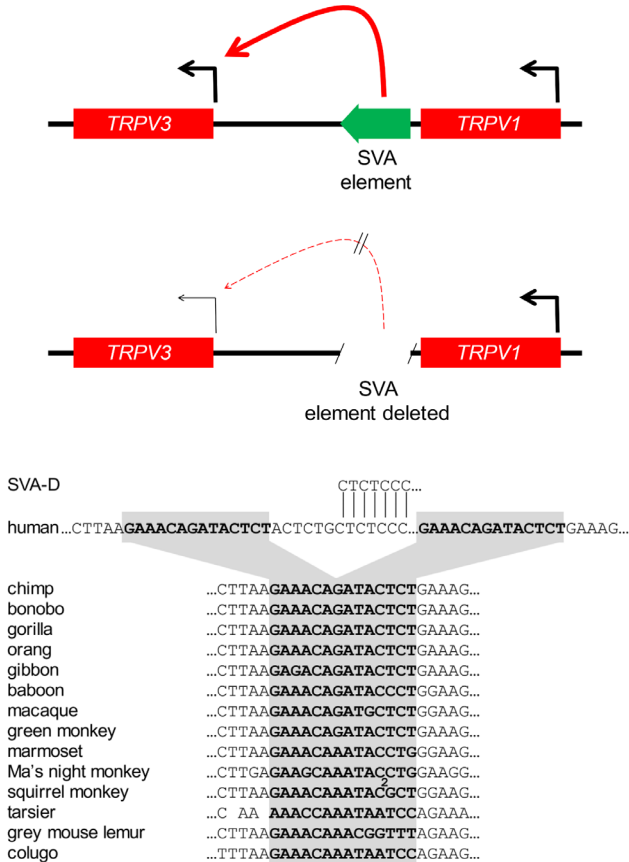 TRPV3 TRPV1
SVA
element
TRPV3 TRPV1
SVA
element deleted
SVA-D CTCTCCC...
human ...CTTAAGAAACAGATACTCTACTCTGCTCTCCC...GAAACAGATACTCTGAAAG...
chimp ...CTTAAGAAACAGATACTCTGAAAG...
bonobo ...CTTAAGAAACAGATACTCTGAAAG...
gorilla ...CTTAAGAAACAGATACTCTGAAAG...
orang ...CTTAAGAAACAGATACTCTGAAAG...
gibbon ...CTTAAGAGACAGATACTCTGAAAG...
baboon ...CTTAAGAAACAGATACCCTGGAAG...
macaque ...CTTAAGAAACAGATGCTCTGGAAG...
green monkey ...CTTAAGAAACAGATACTCTGGAAG...
marmoset ...CTTAAGAAACAAATACCTGGGAAG...
Ma's night monkey ...CTTGAGAAGCAAATACCTGGAAGG...
2
squirrel monkey ...CTTAAGAAACAAATACGCTGGAAG...
tarsier ...C AA AAACCAAATAATCCAGAAA...
grey mouse lemur ...CTTAAGAAACAAACGGTTTAGAAG...
colugo ...TTTAAGAAACAAATAATCCAGAAG...